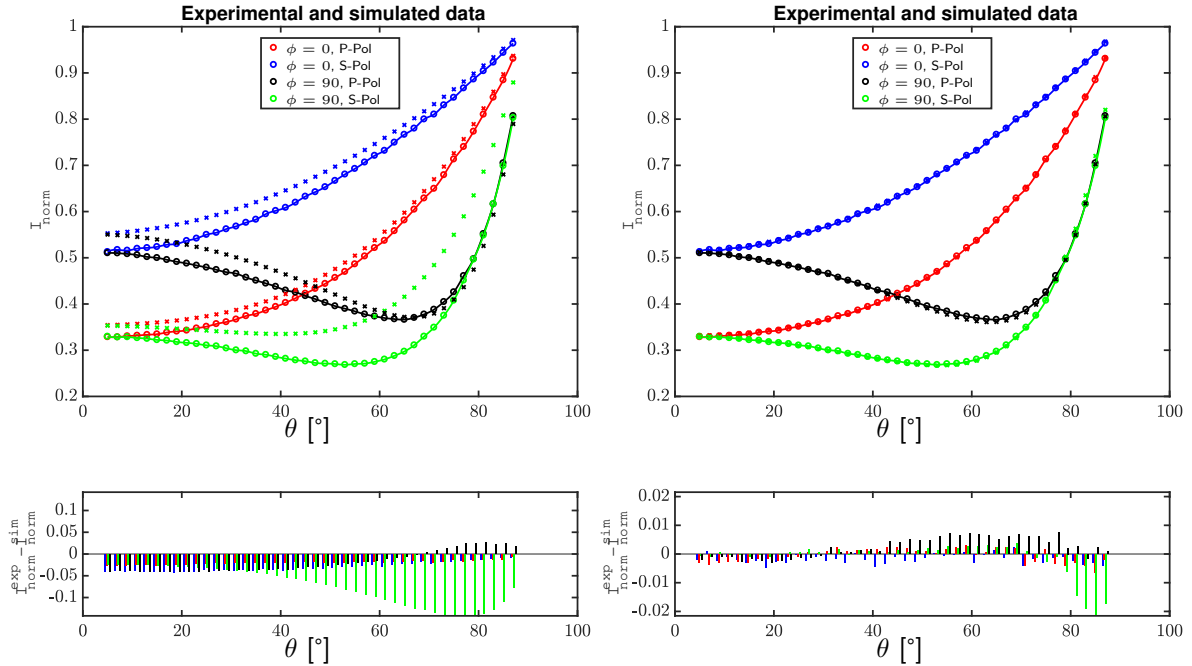 Experimental and simulated data
1
0.9
0.8
0.7
0.6
0.5
0.4
0.3
0.2
I_norm
ϕ = 0, P-Pol
ϕ = 0, S-Pol
ϕ = 90, P-Pol
ϕ = 90, S-Pol
0 20 40 60 80 100
θ [°]
0.1
0.05
0
-0.05
-0.1
I^exp_norm -I^sim_norm
0 20 40 60 80 100
θ [°]
Experimental and simulated data
1
0.9
0.8
0.7
0.6
0.5
0.4
0.3
0.2
I_norm
ϕ = 0, P-Pol
ϕ = 0, S-Pol
ϕ = 90, P-Pol
ϕ = 90, S-Pol
0 20 40 60 80 100
θ [°]
0.02
0.01
0
-0.01
-0.02
I^exp_norm -I^sim_norm
0 20 40 60 80 100
θ [°]